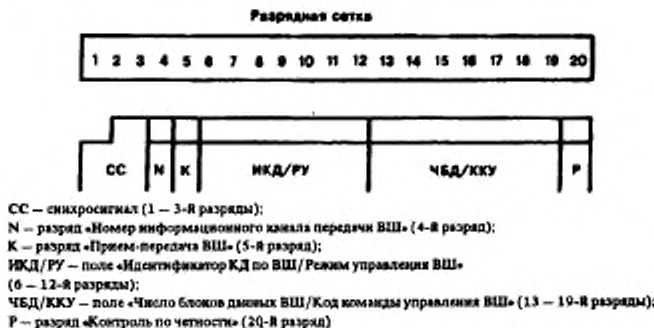 Разрядная сетка
1 2 3 4 5 6 7 8 9 10 11 12 13 14 15 16 17 18 19 20
СС N К ИКД/РУ ЧБД/ККУ Р
СС — синхросигнал (1 — 3-й разряды);
N — разряд «Номер информационного канала передачи ВШ» (4-й разряд);
К — разряд «Прием-передача ВШ» (5-й разряд);
ИКД/РУ — поле «Идентификатор КД по ВШ/Режим управления ВШ»
(6 — 12-й разряды);
ЧБД/ККУ — поле «Число блоков данных ВШ/Код команды управления ВШ» (13 — 19-й разряды);
Р — разряд «Контроль по четности» (20-й разряд)